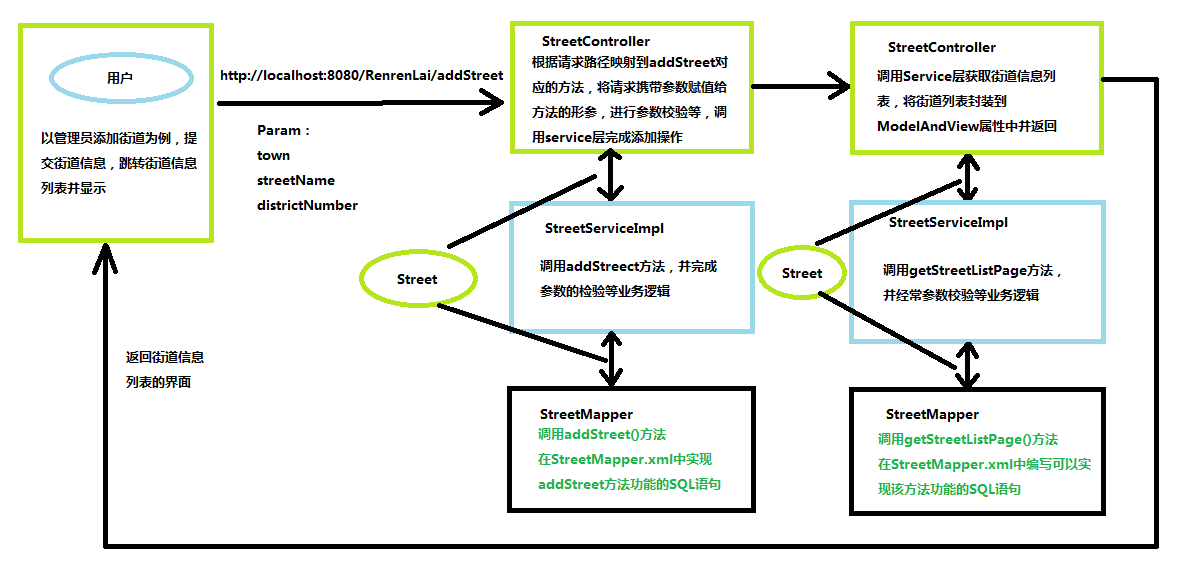 用户
以管理员添加街道为例，提
交街道信息，跳转街道信息
列表并显示
http://localhost:8080/RenrenLai/addStreet
Param：
town
streetName
districtNumber
StreetController
根据请求路径映射到addStreet对
应的方法，将请求携带参数赋值给
方法的形参，进行参数校验等，调
用service层完成添加操作
StreetController
调用Service层获取街道信息列
表，将街道列表封装到
ModelAndView属性中并返回
Street
StreetServiceImpl
调用addStreect方法，并完成
参数的检验等业务逻辑
Street
StreetServiceImpl
调用getStreetListPage方法，
并经常参数校验等业务逻辑
返回街道信息
列表的界面
StreetMapper
调用addStreet()方法
在StreetMapper.xml中实现
addStreet方法功能的SQL语句
StreetMapper
调用getStreetListPage()方法
在StreetMapper.xml中编写可以实
现该方法功能的SQL语句